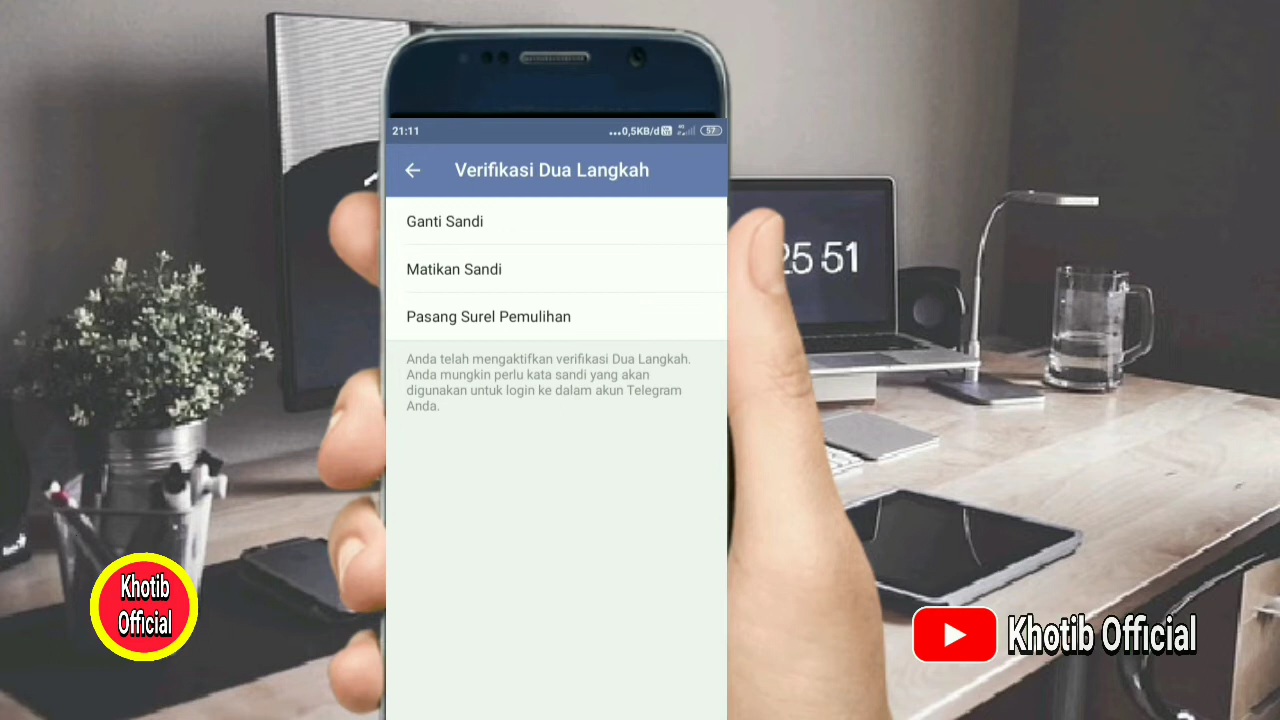 21:11
...0,5KB/d
4G
57
Verifikasi Dua Langkah
Ganti Sandi
Matikan Sandi
Pasang Surel Pemulihan
Anda telah mengaktifkan verifikasi Dua Langkah.
Anda mungkin perlu kata sandi yang akan
digunakan untuk login ke dalam akun Telegram
Anda.
25 51
Khotib
Official
Khotib Official